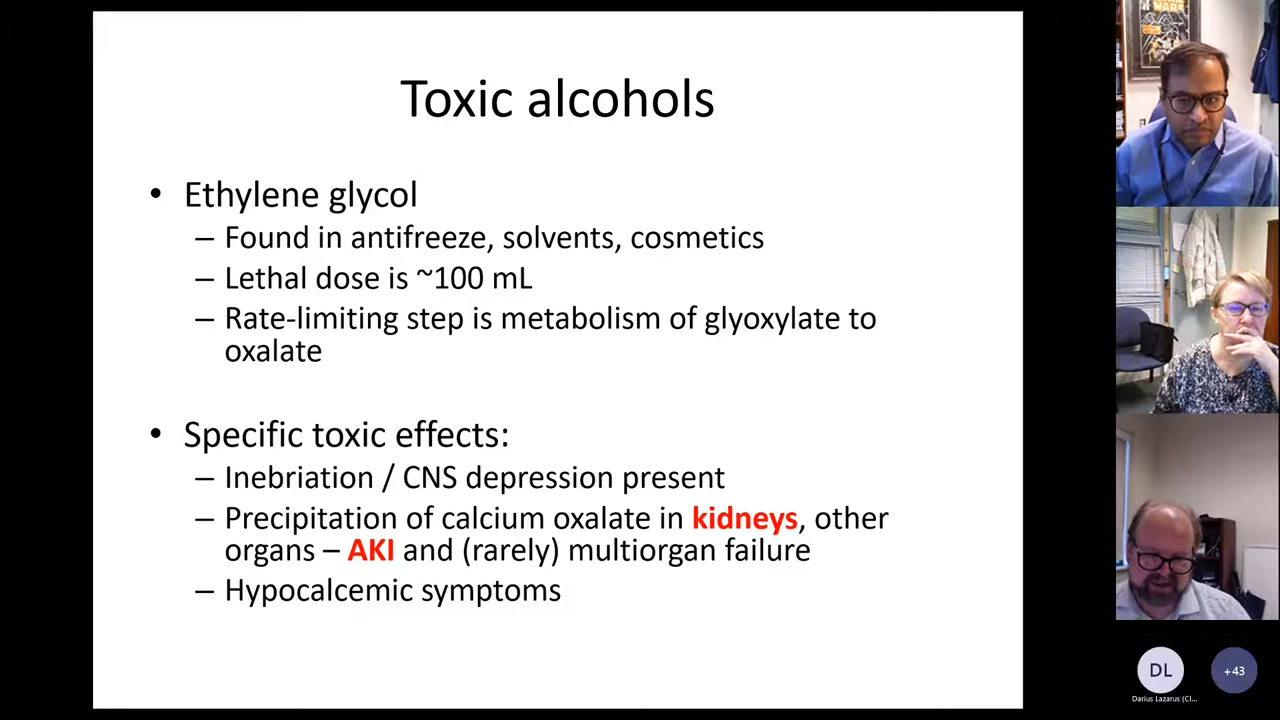 Toxic alcohols
• Ethylene glycol
– Found in antifreeze, solvents, cosmetics
– Lethal dose is ~100 mL
– Rate-limiting step is metabolism of glyoxylate to
oxalate
• Specific toxic effects:
– Inebriation / CNS depression present
– Precipitation of calcium oxalate in kidneys, other
organs – AKI and (rarely) multiorgan failure
– Hypocalcemic symptoms
WARS
DL
+43
Darius Lazarus (Cl...